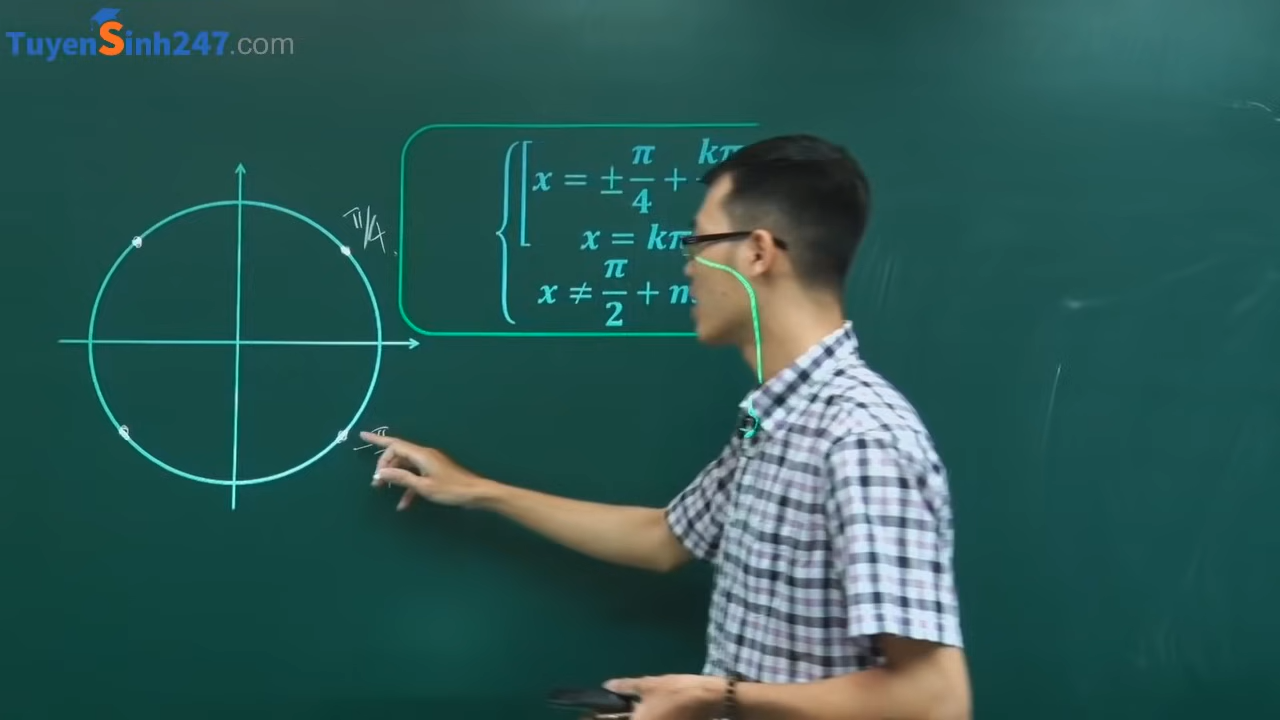 TuyenSinh247.com
π/4
x = ± π/4 + kπ
x = kπ
x ≠ π/2 + 
-π